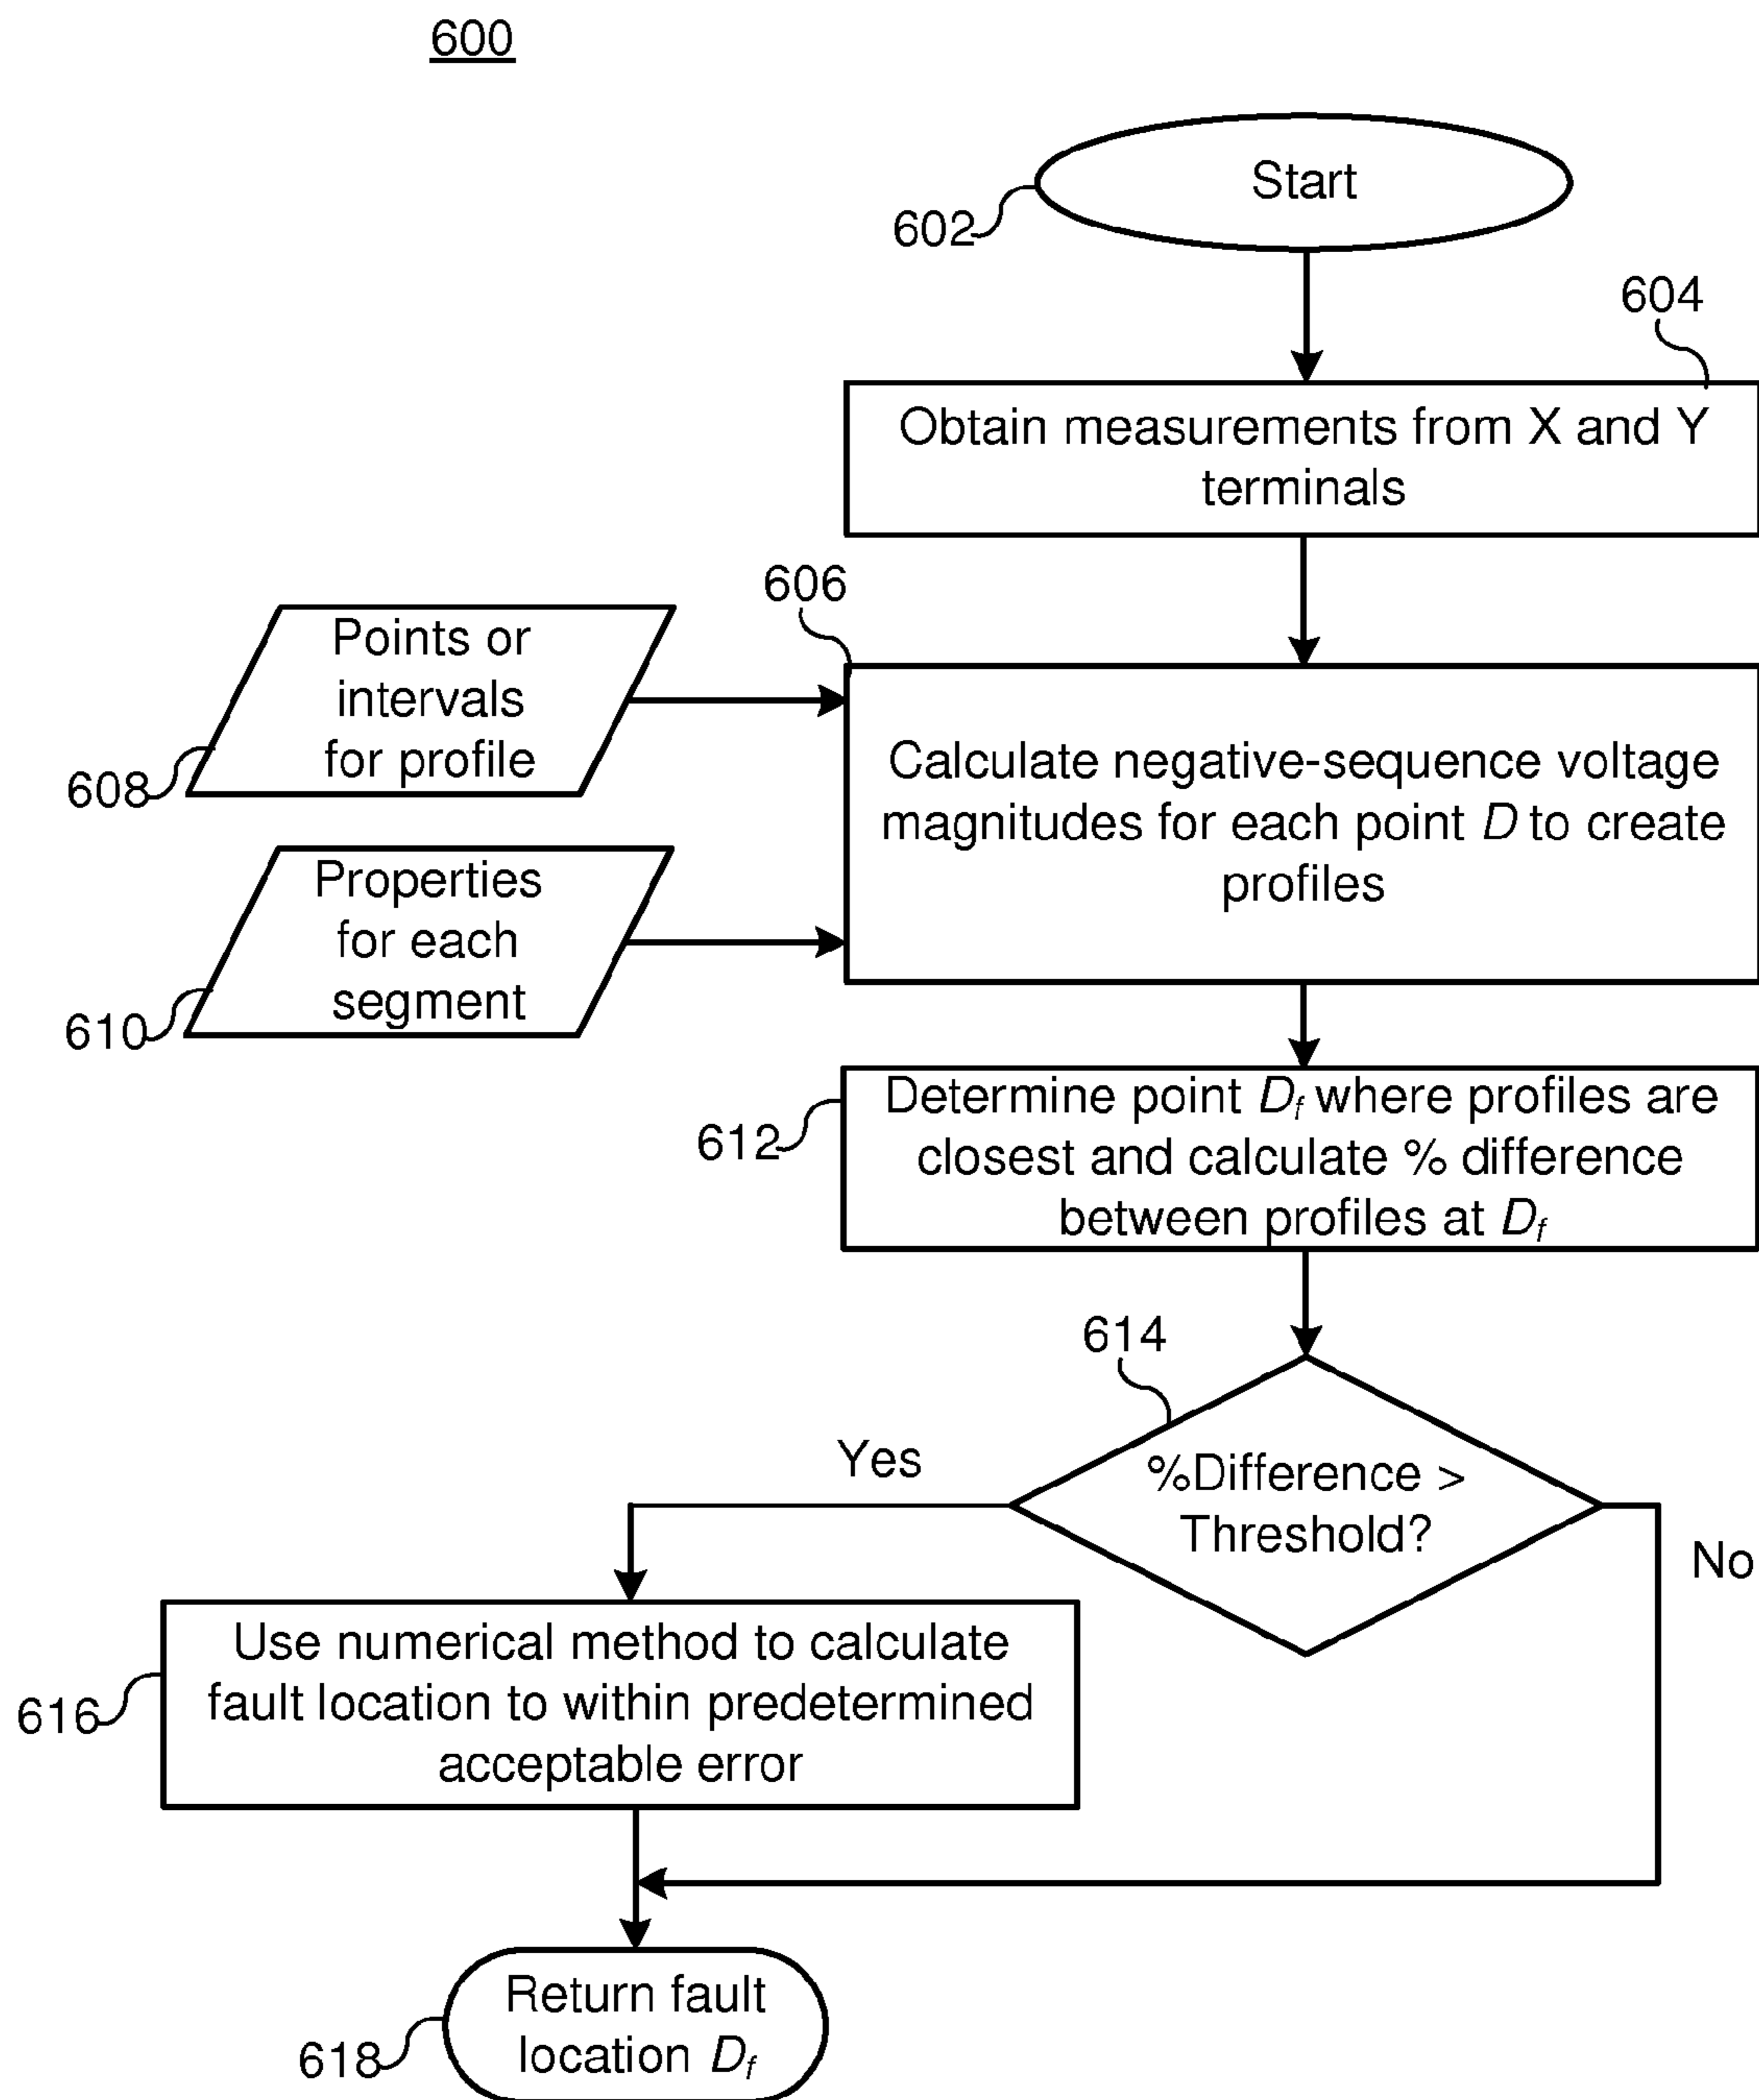 600
Start
602
604
Obtain measurements from X and Y
terminals
606
Points or
intervals
for profile
608
Calculate negative-sequence voltage
magnitudes for each point D to create
profiles
Properties
for each
segment
610
Determine point Df where profiles are
closest and calculate % difference
between profiles at Df
612
614
%Difference >
Threshold?
Yes
No
Use numerical method to calculate
fault location to within predetermined
acceptable error
616
Return fault
location Df
618